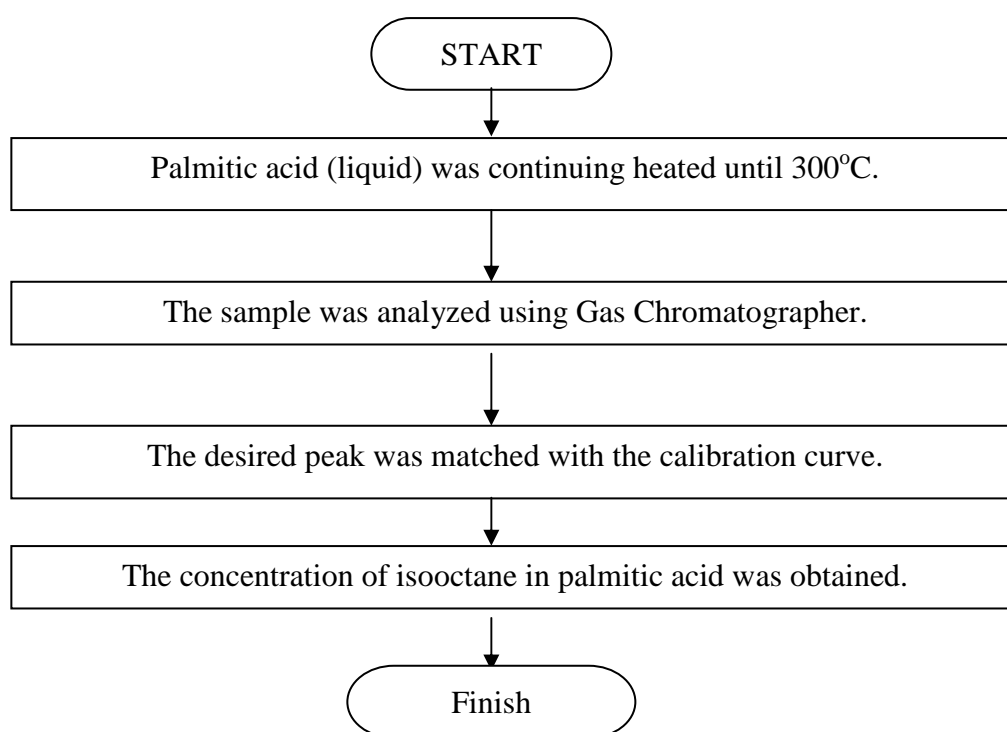 START
Palmitic acid (liquid) was continuing heated until 300°C.
The sample was analyzed using Gas Chromatographer.
The desired peak was matched with the calibration curve.
The concentration of isooctane in palmitic acid was obtained.
Finish